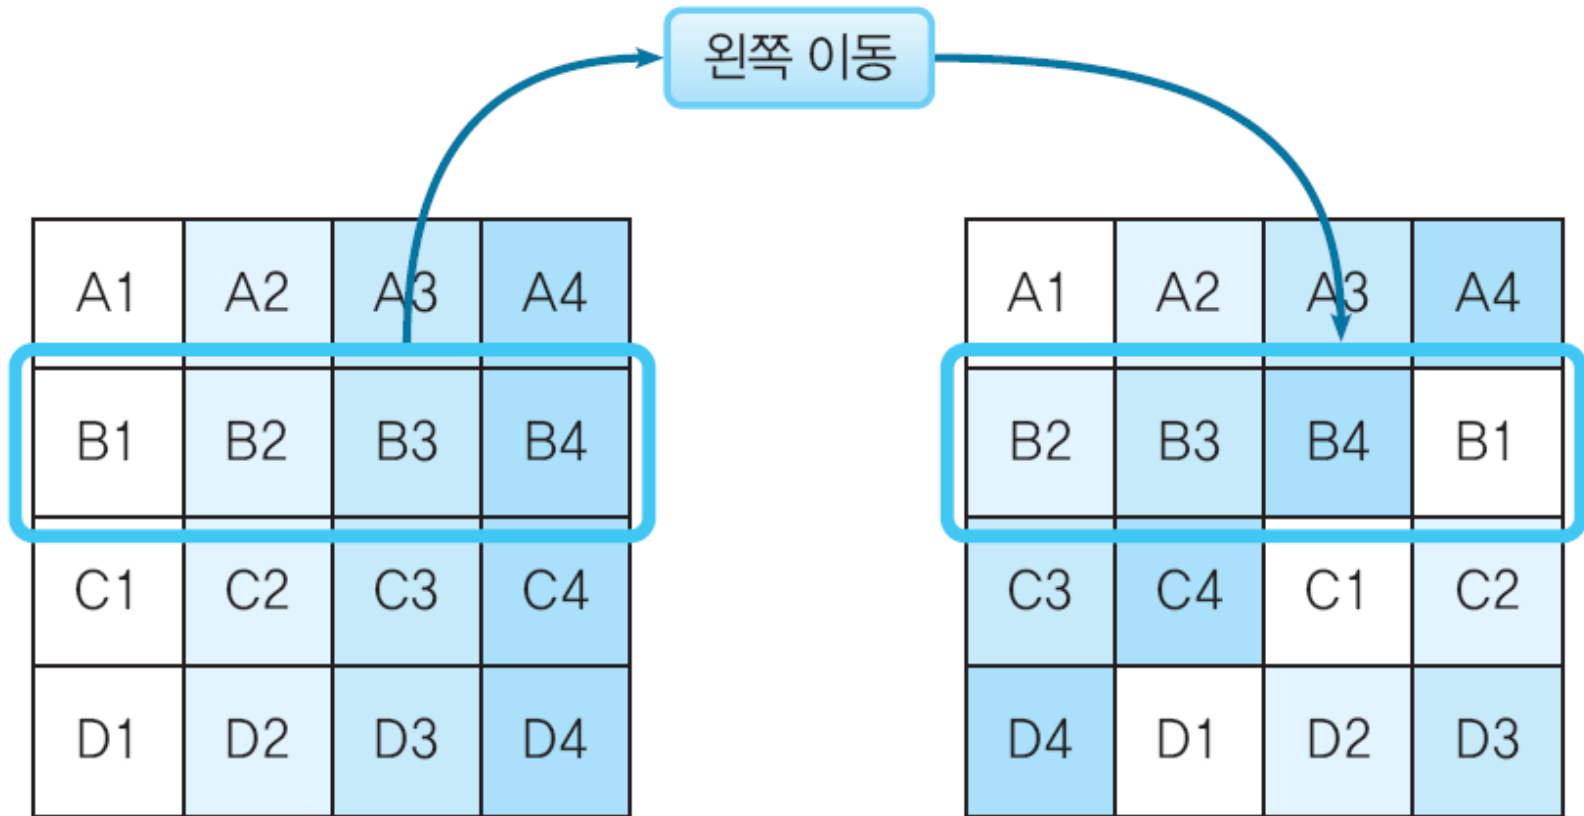 왼쪽 이동
A1 A2 A3 A4
B1 B2 B3 B4
C1 C2 C3 C4
D1 D2 D3 D4
A1 A2 A3 A4
B2 B3 B4 B1
C3 C4 C1 C2
D4 D1 D2 D3